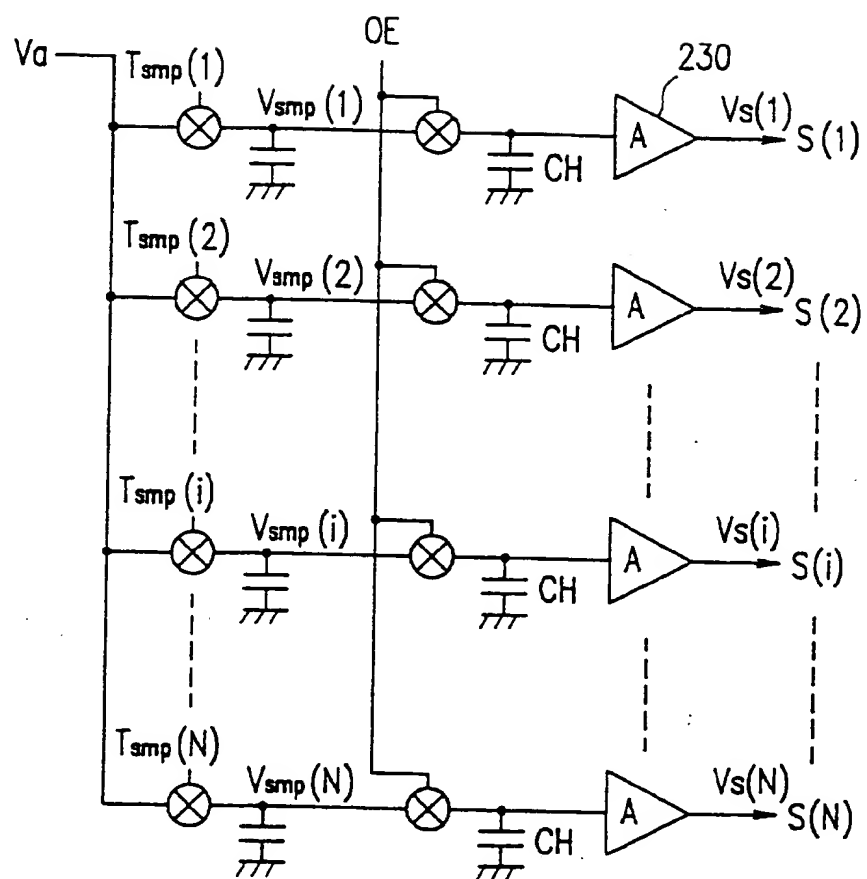 OE
Va
230
Tsmp(1)
Vsmp(1)
A
Vs(1)
S(1)
CH
Tsmp(2)
Vsmp(2)
A
Vs(2)
S(2)
CH
Tsmp(i)
Vsmp(i)
A
Vs(i)
S(i)
CH
Tsmp(N)
Vsmp(N)
A
Vs(N)
S(N)
CH